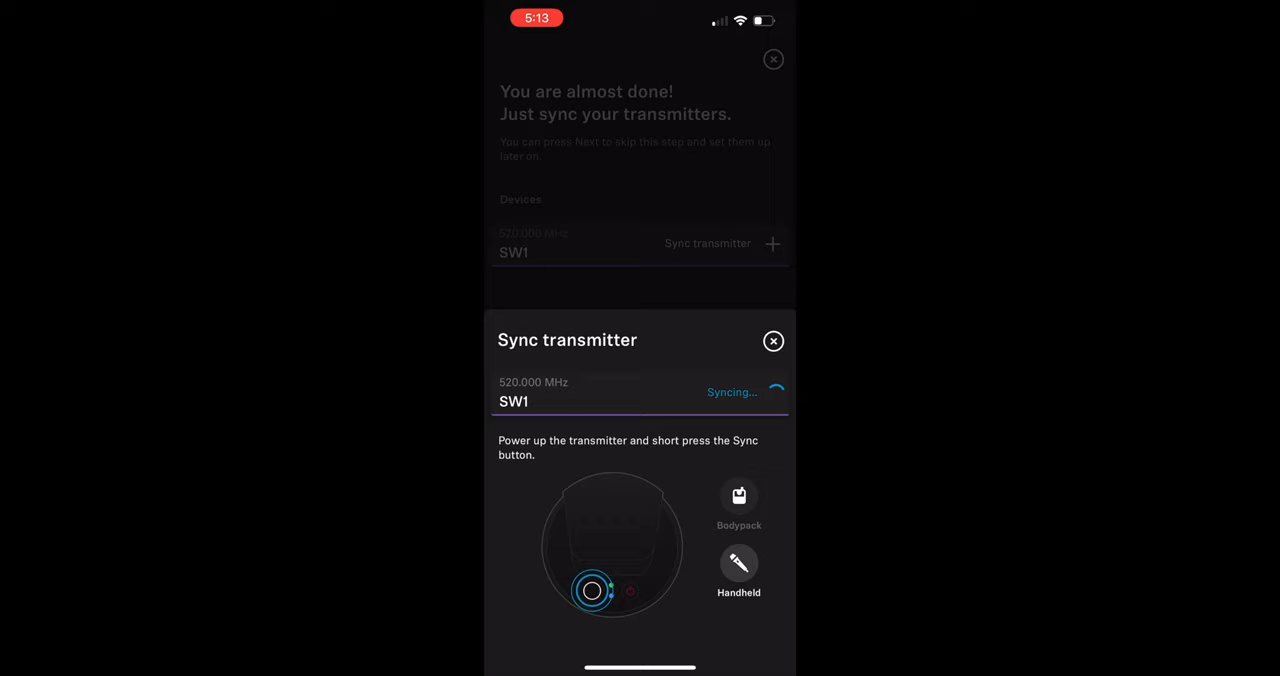 5:13
You are almost done!
Just sync your transmitters.
You can press Next to skip this step and set them up
later on.
Devices
520.000 MHz
SW1
Sync transmitter
Sync transmitter
520.000 MHz
SW1
Syncing...
Power up the transmitter and short press the Sync
button.
Bodypack
Handheld